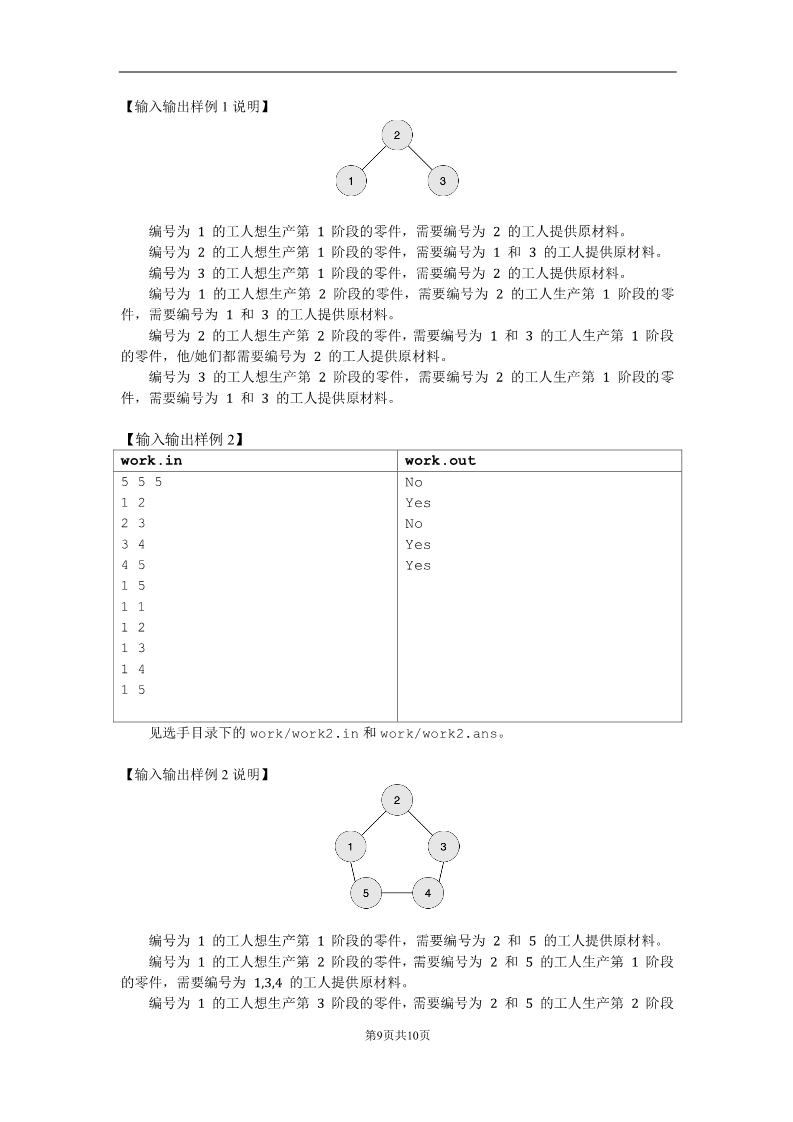 【输入输出样例 1 说明】
2
1
3
编号为 1 的工人想生产第 1 阶段的零件，需要编号为 2 的工人提供原材料。
编号为 2 的工人想生产第 1 阶段的零件，需要编号为 1 和 3 的工人提供原材料。
编号为 3 的工人想生产第 1 阶段的零件，需要编号为 2 的工人提供原材料。
编号为 1 的工人想生产第 2 阶段的零件，需要编号为 2 的工人生产第 1 阶段的零
件，需要编号为 1 和 3 的工人提供原材料。
编号为 2 的工人想生产第 2 阶段的零件，需要编号为 1 和 3 的工人生产第 1 阶段
的零件，他/她们都需要编号为 2 的工人提供原材料。
编号为 3 的工人想生产第 2 阶段的零件，需要编号为 2 的工人生产第 1 阶段的零
件，需要编号为 1 和 3 的工人提供原材料。
【输入输出样例 2】
work.in
5 5 5
1 2
2 3
3 4
4 5
1 5
1 1
1 2
1 3
1 4
1 5
work.out
No
Yes
No
Yes
Yes
见选手目录下的 work/work2.in 和 work/work2.ans。
【输入输出样例 2 说明】
2
1
3
5
4
编号为 1 的工人想生产第 1 阶段的零件，需要编号为 2 和 5 的工人提供原材料。
编号为 1 的工人想生产第 2 阶段的零件，需要编号为 2 和 5 的工人生产第 1 阶段
的零件，需要编号为 1,3,4 的工人提供原材料。
编号为 1 的工人想生产第 3 阶段的零件，需要编号为 2 和 5 的工人生产第 2 阶段
第9页共10页